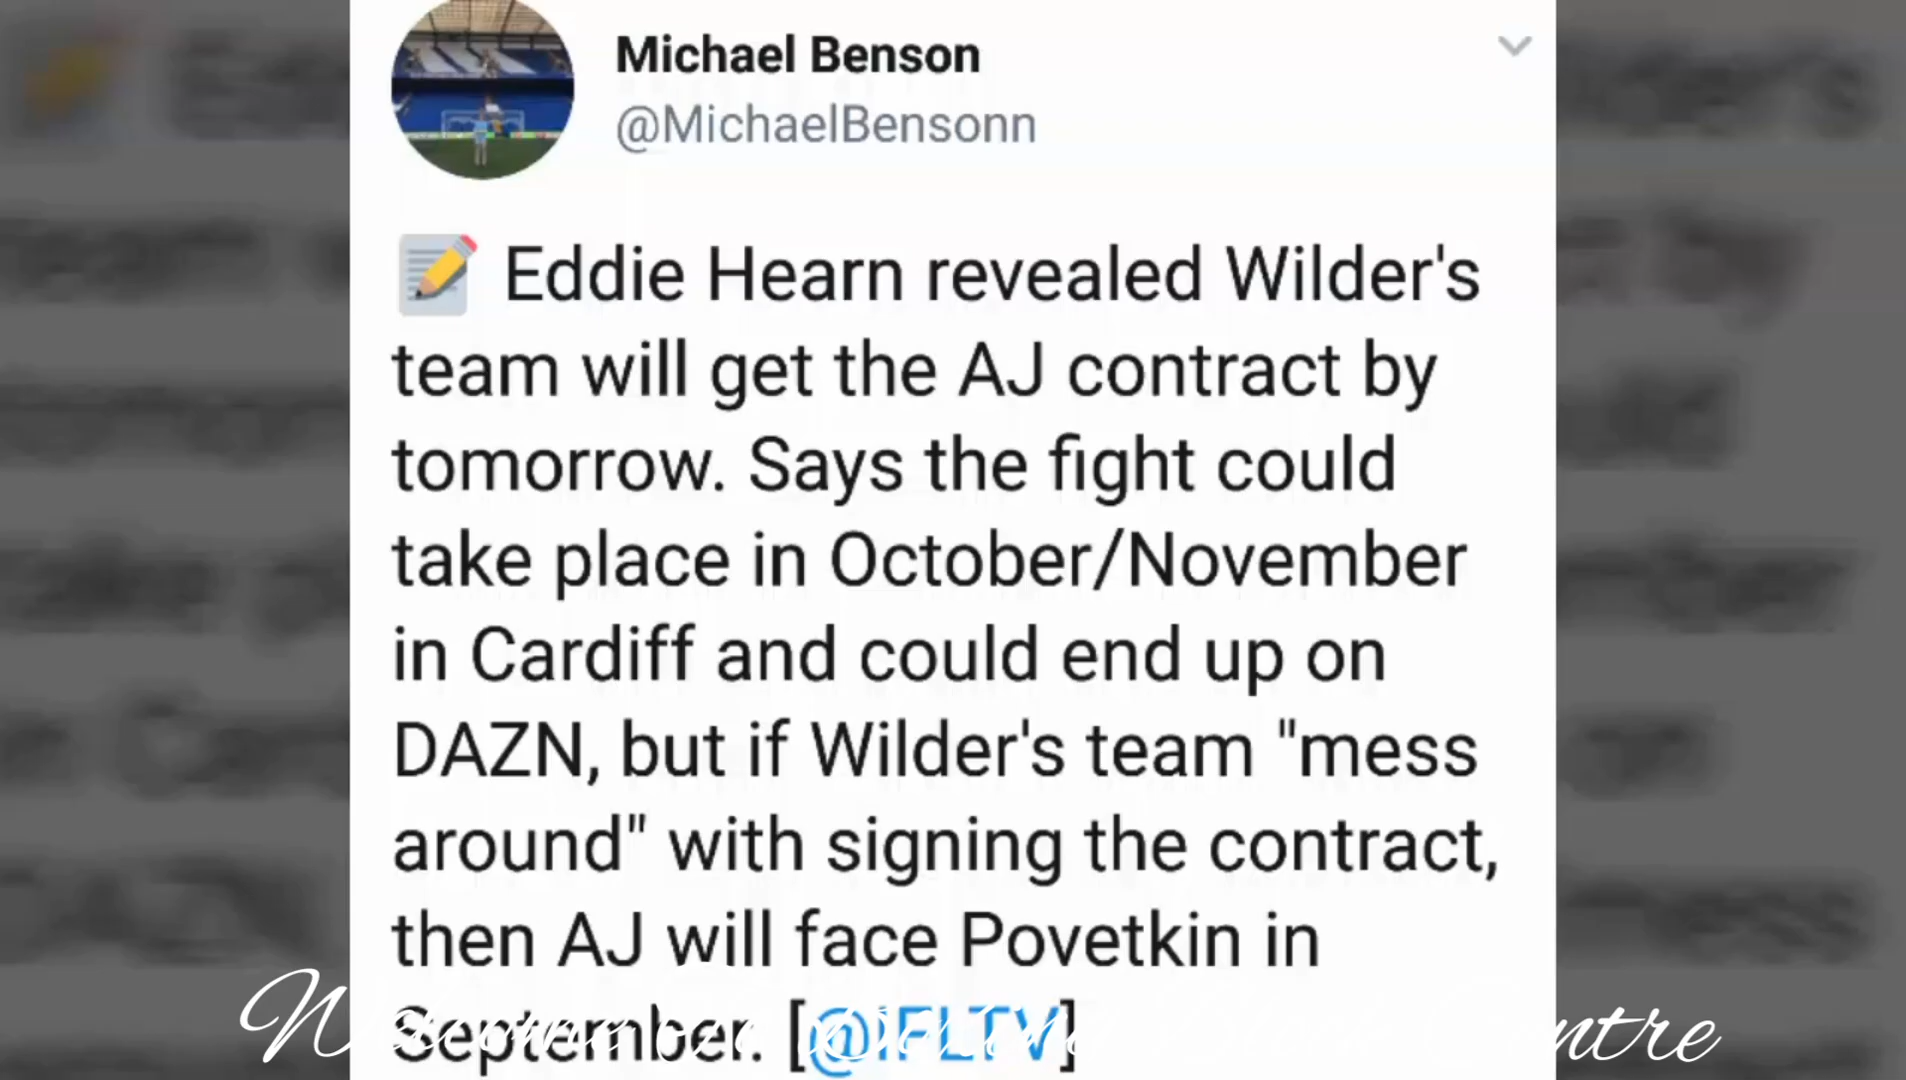 Michael Benson
@MichaelBensonn
Eddie Hearn revealed Wilder's
team will get the AJ contract by
tomorrow. Says the fight could
take place in October/November
in Cardiff and could end up on
DAZN, but if Wilder's team "mess
around" with signing the contract,
then AJ will face Povetkin in
September. [@IFLTV]